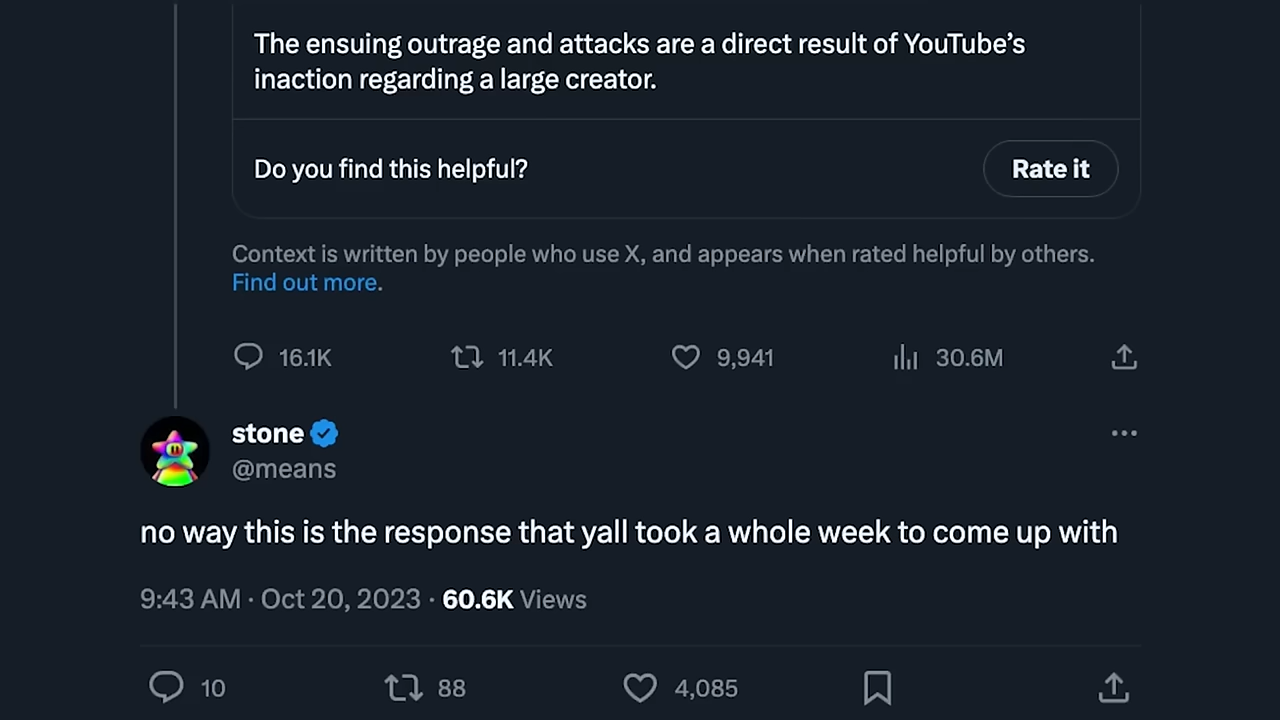 The ensuing outrage and attacks are a direct result of YouTube’s
inaction regarding a large creator.
Do you find this helpful?
Rate it
Context is written by people who use X, and appears when rated helpful by others.
Find out more.
16.1K 11.4K 9,941 30.6M
stone
@means
no way this is the response that yall took a whole week to come up with
9:43 AM · Oct 20, 2023 · 60.6K Views
10 88 4,085